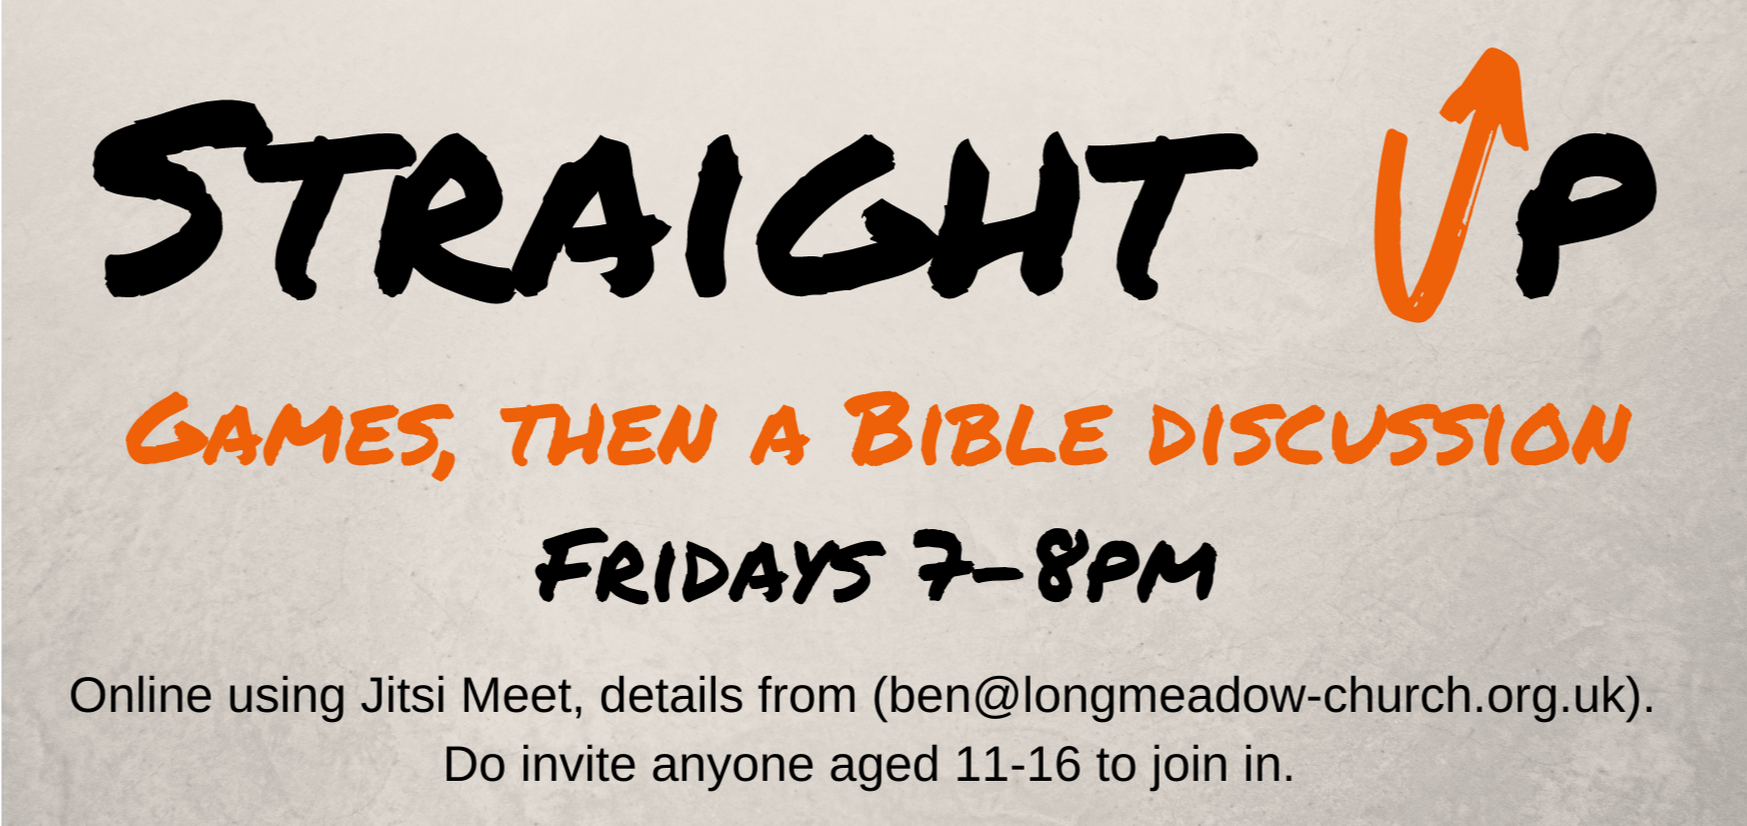 Straight Up
Games, then a Bible discussion
Fridays 7-8pm
Online using Jitsi Meet, details from (ben@longmeadow-church.org.uk).
Do invite anyone aged 11-16 to join in.